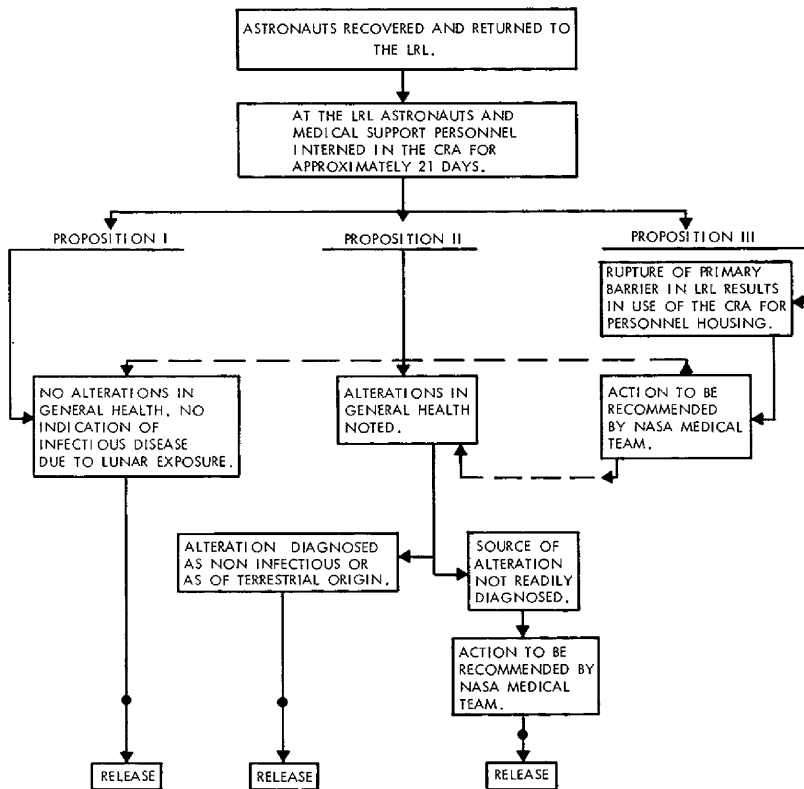 ASTRONAUTS RECOVERED AND RETURNED TO
THE LRL.
AT THE LRL ASTRONAUTS AND
MEDICAL SUPPORT PERSONNEL
INTERNED IN THE CRA FOR
APPROXIMATELY 21 DAYS.
PROPOSITION I
PROPOSITION II
PROPOSITION III
RUPTURE OF PRIMARY
BARRIER IN LRL RESULTS
IN USE OF THE CRA FOR
PERSONNEL HOUSING.
NO ALTERATIONS IN
GENERAL HEALTH. NO
INDICATION OF
INFECTIOUS DISEASE
DUE TO LUNAR EXPOSURE.
ALTERATIONS IN
GENERAL HEALTH
NOTED.
ACTION TO BE
RECOMMENDED
BY NASA MEDICAL
TEAM.
ALTERATION DIAGNOSED
AS NON INFECTIOUS OR
AS OF TERRESTRIAL ORIGIN.
SOURCE OF
ALTERATION
NOT READILY
DIAGNOSED.
ACTION TO BE
RECOMMENDED BY
NASA MEDICAL
TEAM.
RELEASE
RELEASE
RELEASE